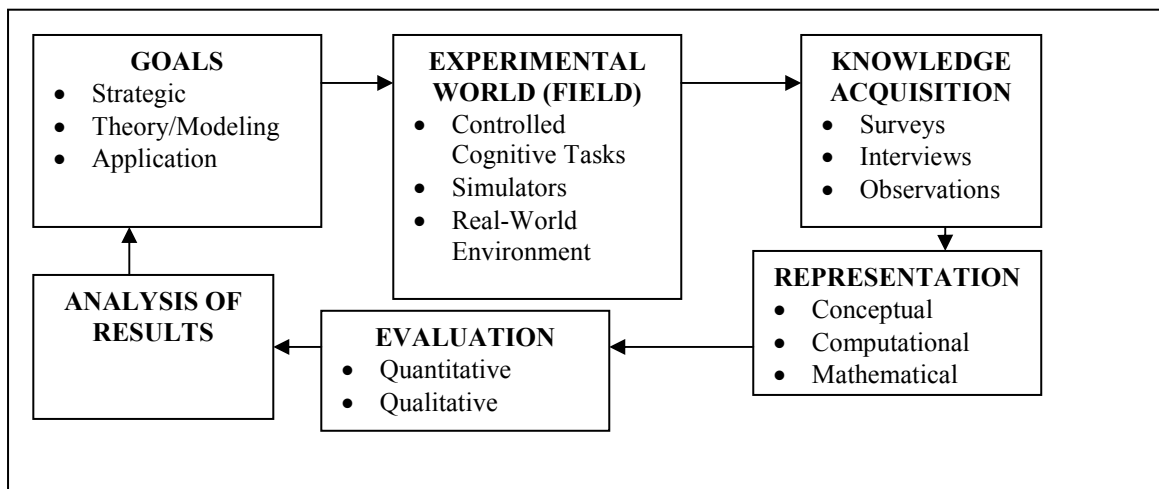 GOALS
• Strategic
• Theory/Modeling
• Application
EXPERIMENTAL
WORLD (FIELD)
• Controlled
Cognitive Tasks
• Simulators
• Real-World
Environment
KNOWLEDGE
ACQUISITION
• Surveys
• Interviews
• Observations
REPRESENTATION
• Conceptual
• Computational
• Mathematical
EVALUATION
• Quantitative
• Qualitative
ANALYSIS OF
RESULTS